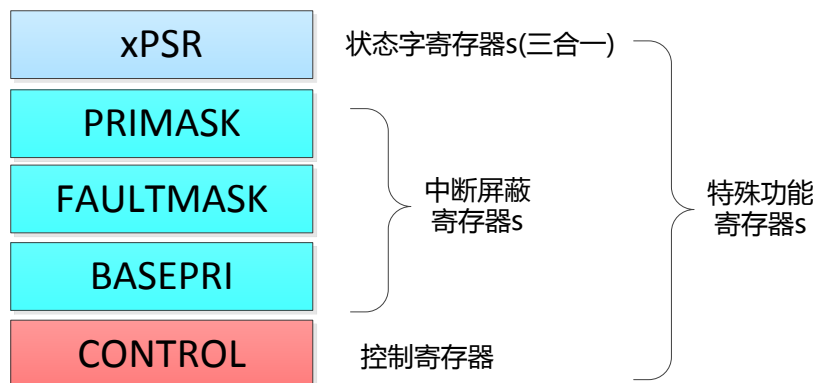 xPSR 状态字寄存器s(三合一)
PRIMASK
FAULTMASK
中断屏蔽
寄存器s
特殊功能
寄存器s
BASEPRI
CONTROL 控制寄存器